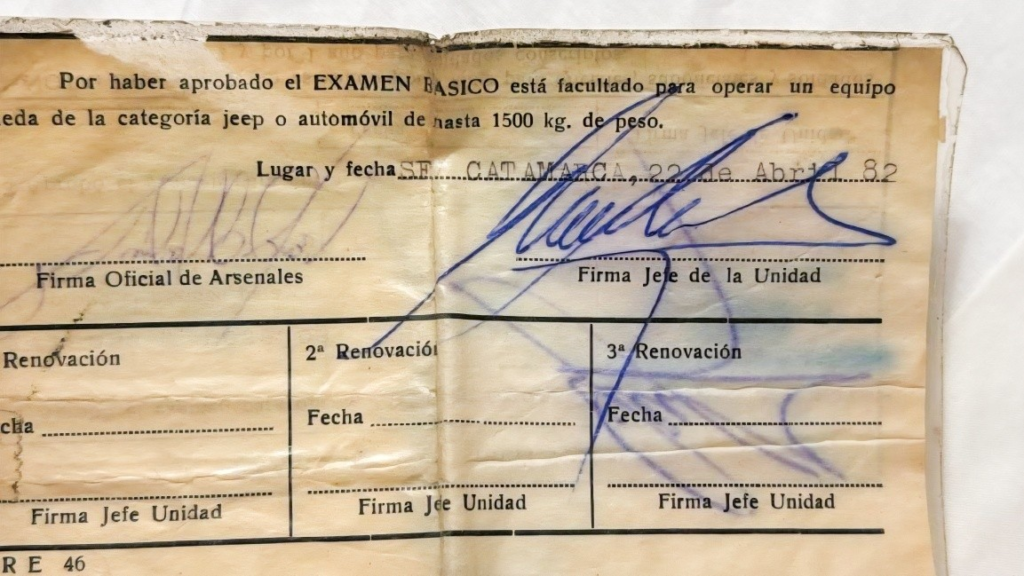 Por haber aprobado el EXAMEN BASICO está facultado para operar un equipo
eda de la categoría jeep o automóvil de hasta 1500 kg. de peso.
Lugar y fecha SF. CATAMARCA, 22 de Abril 82
Firma Oficial de Arsenales
Firma Jefe de la Unidad
Renovación
2ª Renovación
3ª Renovación
cha
Fecha
Fecha
Firma Jefe Unidad
Firma Jefe Unidad
Firma Jefe Unidad
RE 46